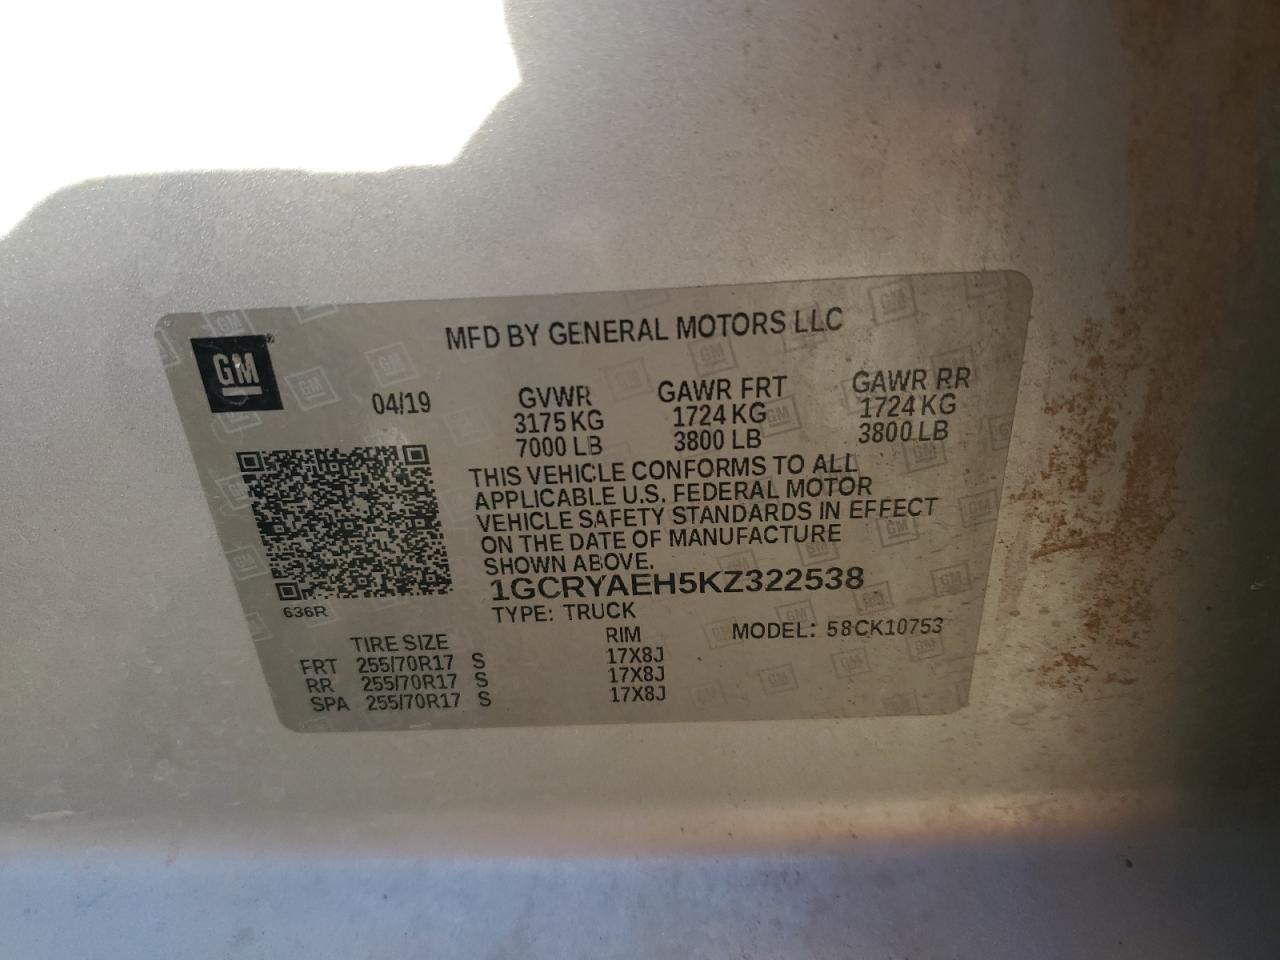 MFD BY GENERAL MOTORS LLC
GM
04/19 GVWR GAWR FRT GAWR RR
3175 KG 1724 KG 1724 KG
7000 LB 3800 LB 3800 LB
THIS VEHICLE CONFORMS TO ALL
APPLICABLE U.S. FEDERAL MOTOR
VEHICLE SAFETY STANDARDS IN EFFECT
ON THE DATE OF MANUFACTURE
SHOWN ABOVE.
1GCRYAEH5KZ322538
636R
TYPE: TRUCK
MODEL: 58CK10753
TIRE SIZE RIM
FRT 255/70R17 S 17X8J
RR 255/70R17 S 17X8J
SPA 255/70R17 S 17X8J